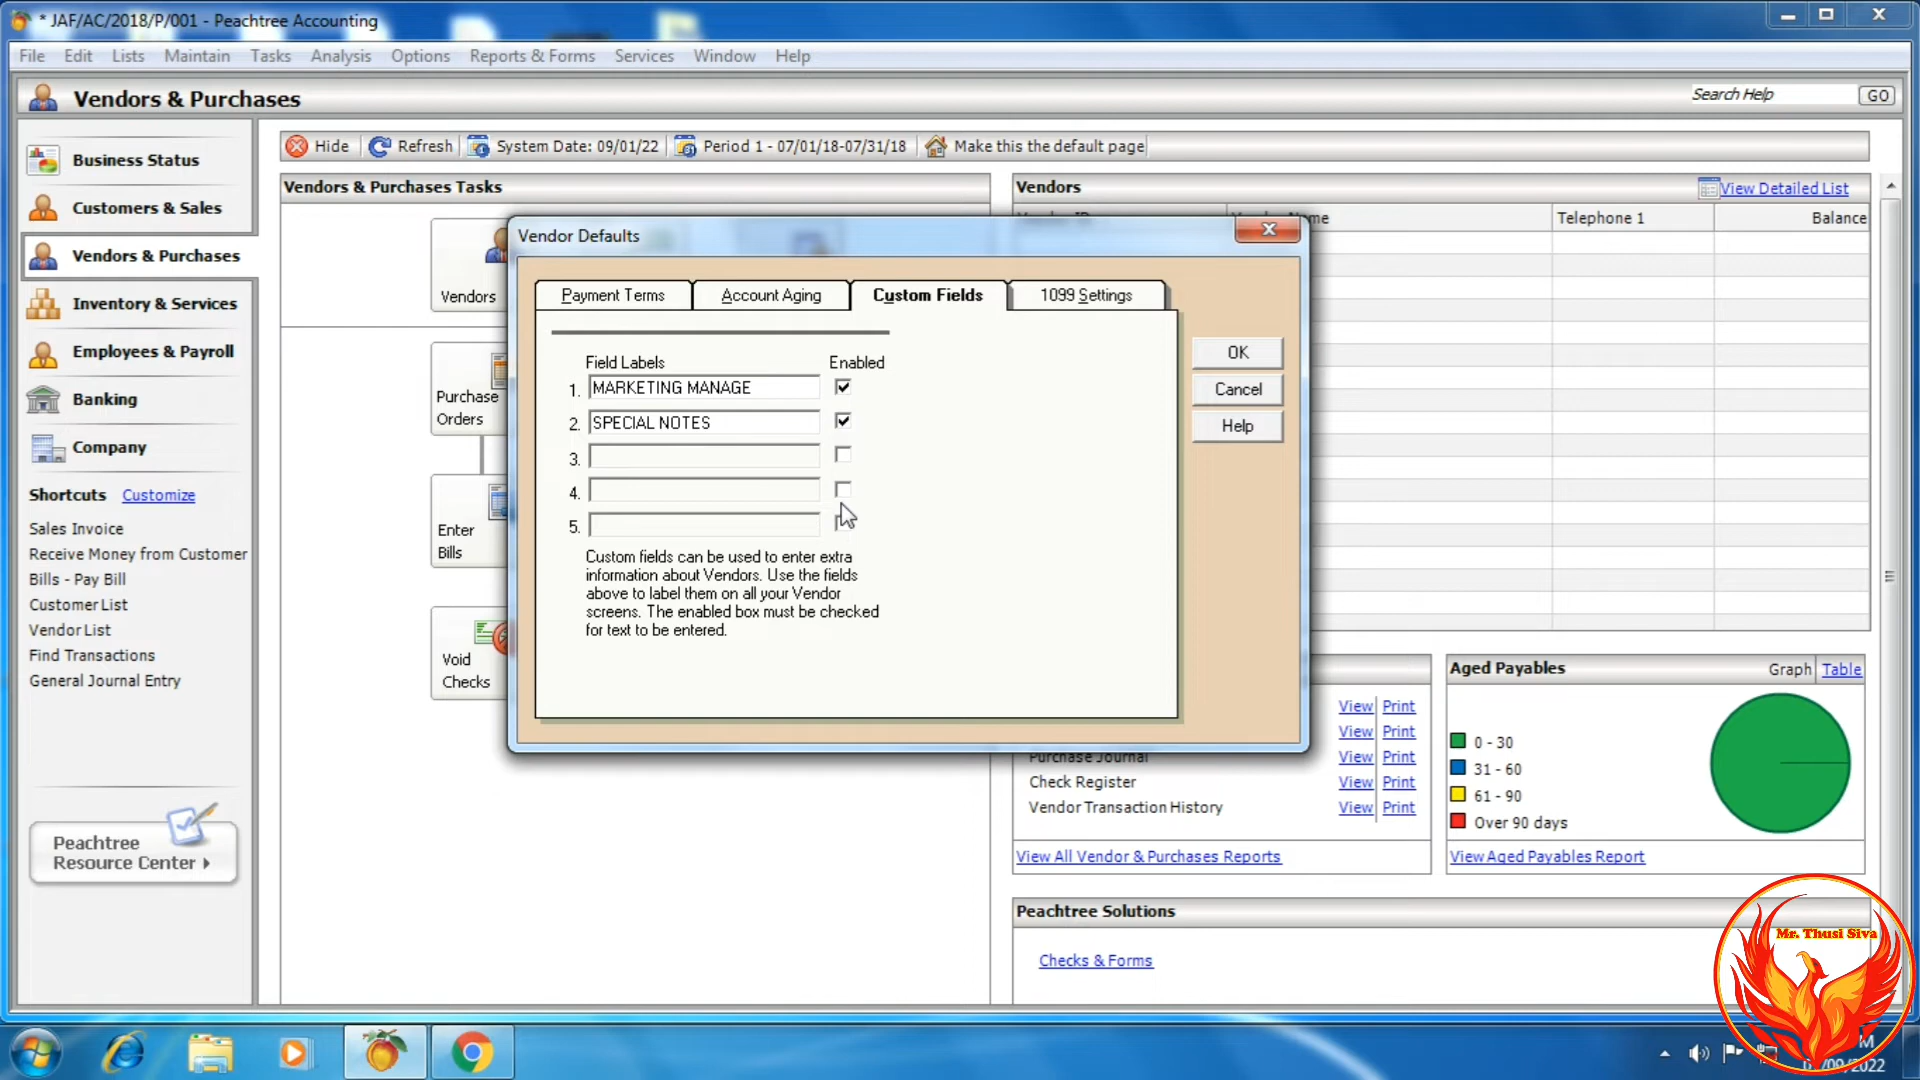 * JAF/AC/2018/P/001 - Peachtree Accounting
File Edit Lists Maintain Tasks Analysis Options Reports & Forms Services Window Help
Vendors & Purchases
Search Help
GO
Business Status
Customers & Sales
Vendors & Purchases
Inventory & Services
Employees & Payroll
Banking
Company
Shortcuts Customize
Sales Invoice
Receive Money from Customer
Bills - Pay Bill
Customer List
Vendor List
Find Transactions
General Journal Entry
Peachtree
Resource Center
Hide Refresh System Date: 09/01/22 Period 1 - 07/01/18-07/31/18 Make this the default page
Vendors & Purchases Tasks
Vendors
Purchase
Orders
Enter
Bills
Void
Checks
Vendor Defaults
Payment Terms Account Aging Custom Fields 1099 Settings
Field Labels Enabled
1. MARKETING MANAGE
2. SPECIAL NOTES
3.
4.
5.
Custom fields can be used to enter extra
information about Vendors. Use the fields
above to label them on all your Vendor
screens. The enabled box must be checked
for text to be entered.
OK
Cancel
Help
Vendors View Detailed List
Telephone 1 Balance
View Print
View Print
Purchase Journal View Print
Check Register View Print
Vendor Transaction History View Print
View All Vendor & Purchases Reports
Aged Payables Graph Table
0 - 30
31 - 60
61 - 90
Over 90 days
View Aged Payables Report
Peachtree Solutions
Checks & Forms
Mr. Thusi Siva